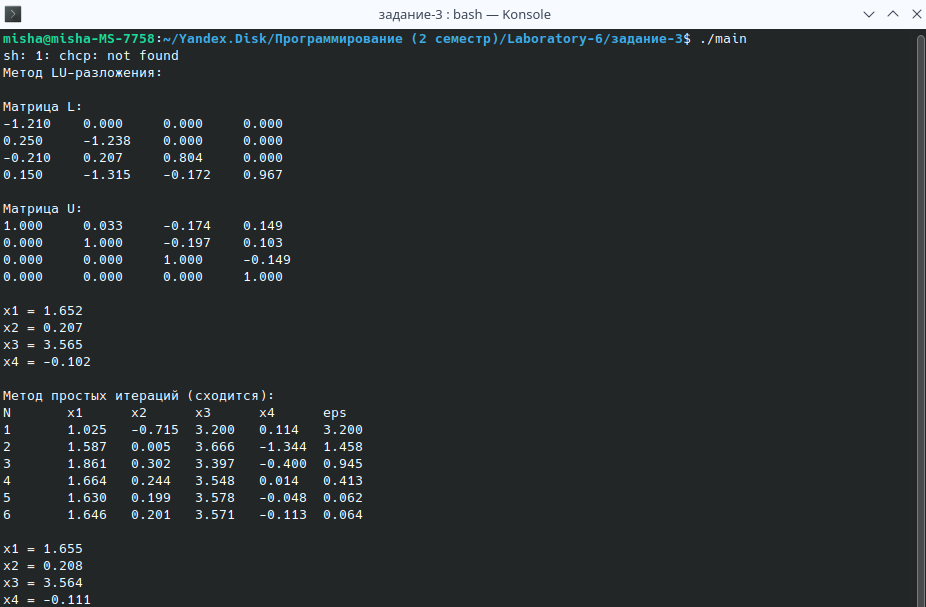 задание-3 : bash — Konsole
misha@misha-MS-7758:~/Yandex.Disk/Программирование (2 семестр)/Laboratory-6/задание-3$ ./main
sh: 1: chcp: not found
Метод LU-разложения:
Матрица L:
-1.210 0.000 0.000 0.000
0.250 -1.238 0.000 0.000
-0.210 0.207 0.804 0.000
0.150 -1.315 -0.172 0.967
Матрица U:
1.000 0.033 -0.174 0.149
0.000 1.000 -0.197 0.103
0.000 0.000 1.000 -0.149
0.000 0.000 0.000 1.000
x1 = 1.652
x2 = 0.207
x3 = 3.565
x4 = -0.102
Метод простых итераций (сходится):
N x1 x2 x3 x4 eps
1 1.025 -0.715 3.200 0.114 3.200
2 1.587 0.005 3.666 -1.344 1.458
3 1.861 0.302 3.397 -0.400 0.945
4 1.664 0.244 3.548 0.014 0.413
5 1.630 0.199 3.578 -0.048 0.062
6 1.646 0.201 3.571 -0.113 0.064
x1 = 1.655
x2 = 0.208
x3 = 3.564
x4 = -0.111